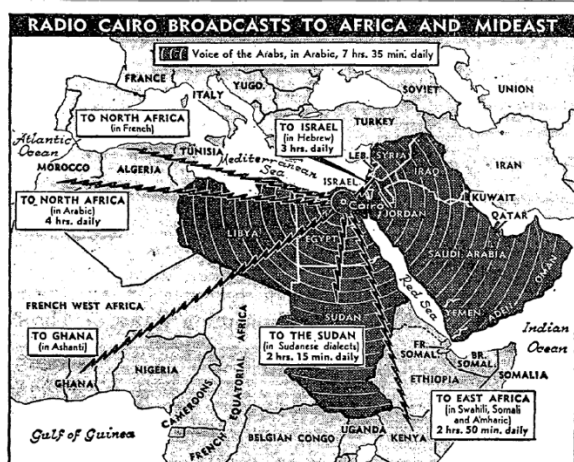 RADIO CAIRO BROADCASTS TO AFRICA AND MIDEAST
Voice of the Arabs, in Arabic, 7 hrs. 35 min. daily
FRANCE
ITALY
YUGO.
SOVIET
UNION
TO NORTH AFRICA
(in French)
TO ISRAEL
(in Hebrew)
3 hrs. daily
TURKEY
Atlantic
Ocean
TUNISIA
Mediterranean
Sea
LEB.
SYRIA
IRAQ
IRAN
MOROCCO
ALGERIA
ISRAEL
Cairo
JORDAN
KUWAIT
QATAR
TO NORTH AFRICA
(in Arabic)
4 hrs. daily
LIBYA
EGYPT
SAUDI ARABIA
OMAN
Red Sea
YEMEN
ADEN
FRENCH WEST AFRICA
SUDAN
Indian
Ocean
TO GHANA
(in Ashanti)
TO THE SUDAN
(in Sudanese dialects)
2 hrs. 15 min. daily
FR.
SOMAL.
BR.
SOMAL.
SOMALIA
GHANA
NIGERIA
CAMEROONS
FRENCH
EQUATORIAL AFRICA
ETHIOPIA
TO EAST AFRICA
(in Swahili, Somali
and Amharic)
2 hrs. 50 min. daily
Gulf of Guinea
BELGIAN CONGO
UGANDA
KENYA